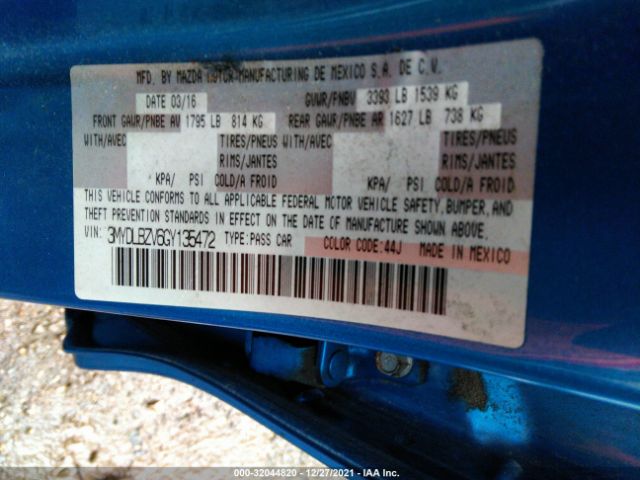 MFD. BY MAZDA MOTOR MANUFACTURING DE MEXICO S.A. DE C.V.
DATE 03/16 GVWR/PNBV 3393 LB 1539 KG
FRONT GAWR/PNBE AV 1795 LB 814 KG REAR GAWR/PNBE AR 1627 LB 738 KG
WITH/AVEC TIRES/PNEUS WITH/AVEC TIRES/PNEUS
RIMS/JANTES RIMS/JANTES
KPA/ PSI COLD/A FROID KPA/ PSI COLD/A FROID
THIS VEHICLE CONFORMS TO ALL APPLICABLE FEDERAL MOTOR VEHICLE SAFETY, BUMPER, AND
THEFT PREVENTION STANDARDS IN EFFECT ON THE DATE OF MANUFACTURE SHOWN ABOVE.
VIN: 3MYDLBZV6GY135472 TYPE: PASS CAR COLOR CODE: 44J MADE IN MEXICO
000-32044820 - 12/27/2021 - IAA Inc.